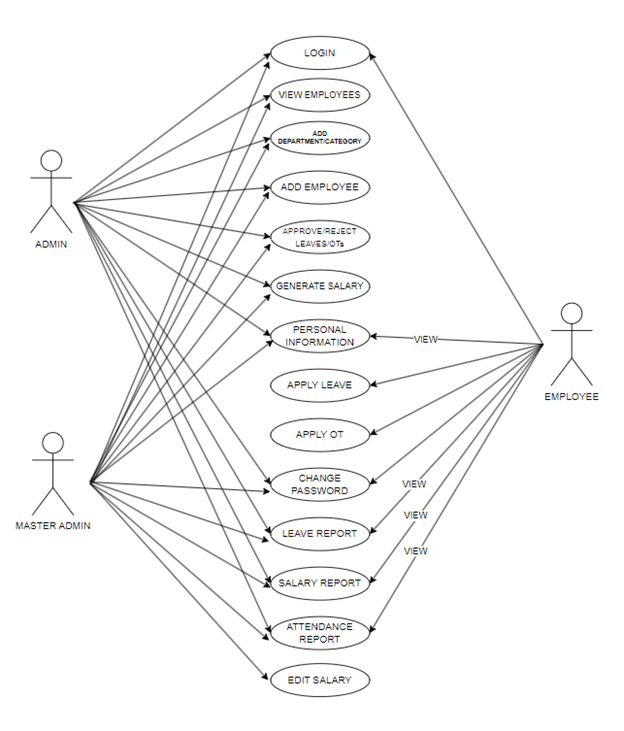 LOGIN
VIEW EMPLOYEES
ADD
DEPARTMENT/CATEGORY
ADD EMPLOYEE
ADMIN
APPROVE/REJECT
LEAVES/OTs
GENERATE SALARY
PERSONAL
INFORMATION
VIEW
APPLY LEAVE
EMPLOYEE
APPLY OT
CHANGE
PASSWORD
VIEW
MASTER ADMIN
VIEW
LEAVE REPORT
VIEW
SALARY REPORT
ATTENDANCE
REPORT
EDIT SALARY